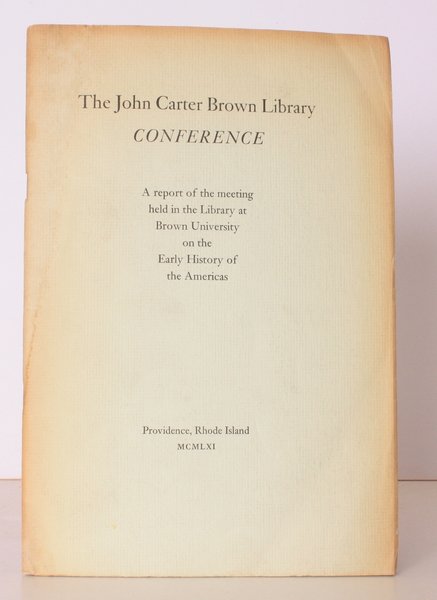 The John Carter Brown Library
CONFERENCE
A report of the meeting
held in the Library at
Brown University
on the
Early History of
the Americas
Providence, Rhode Island
MCMLXI